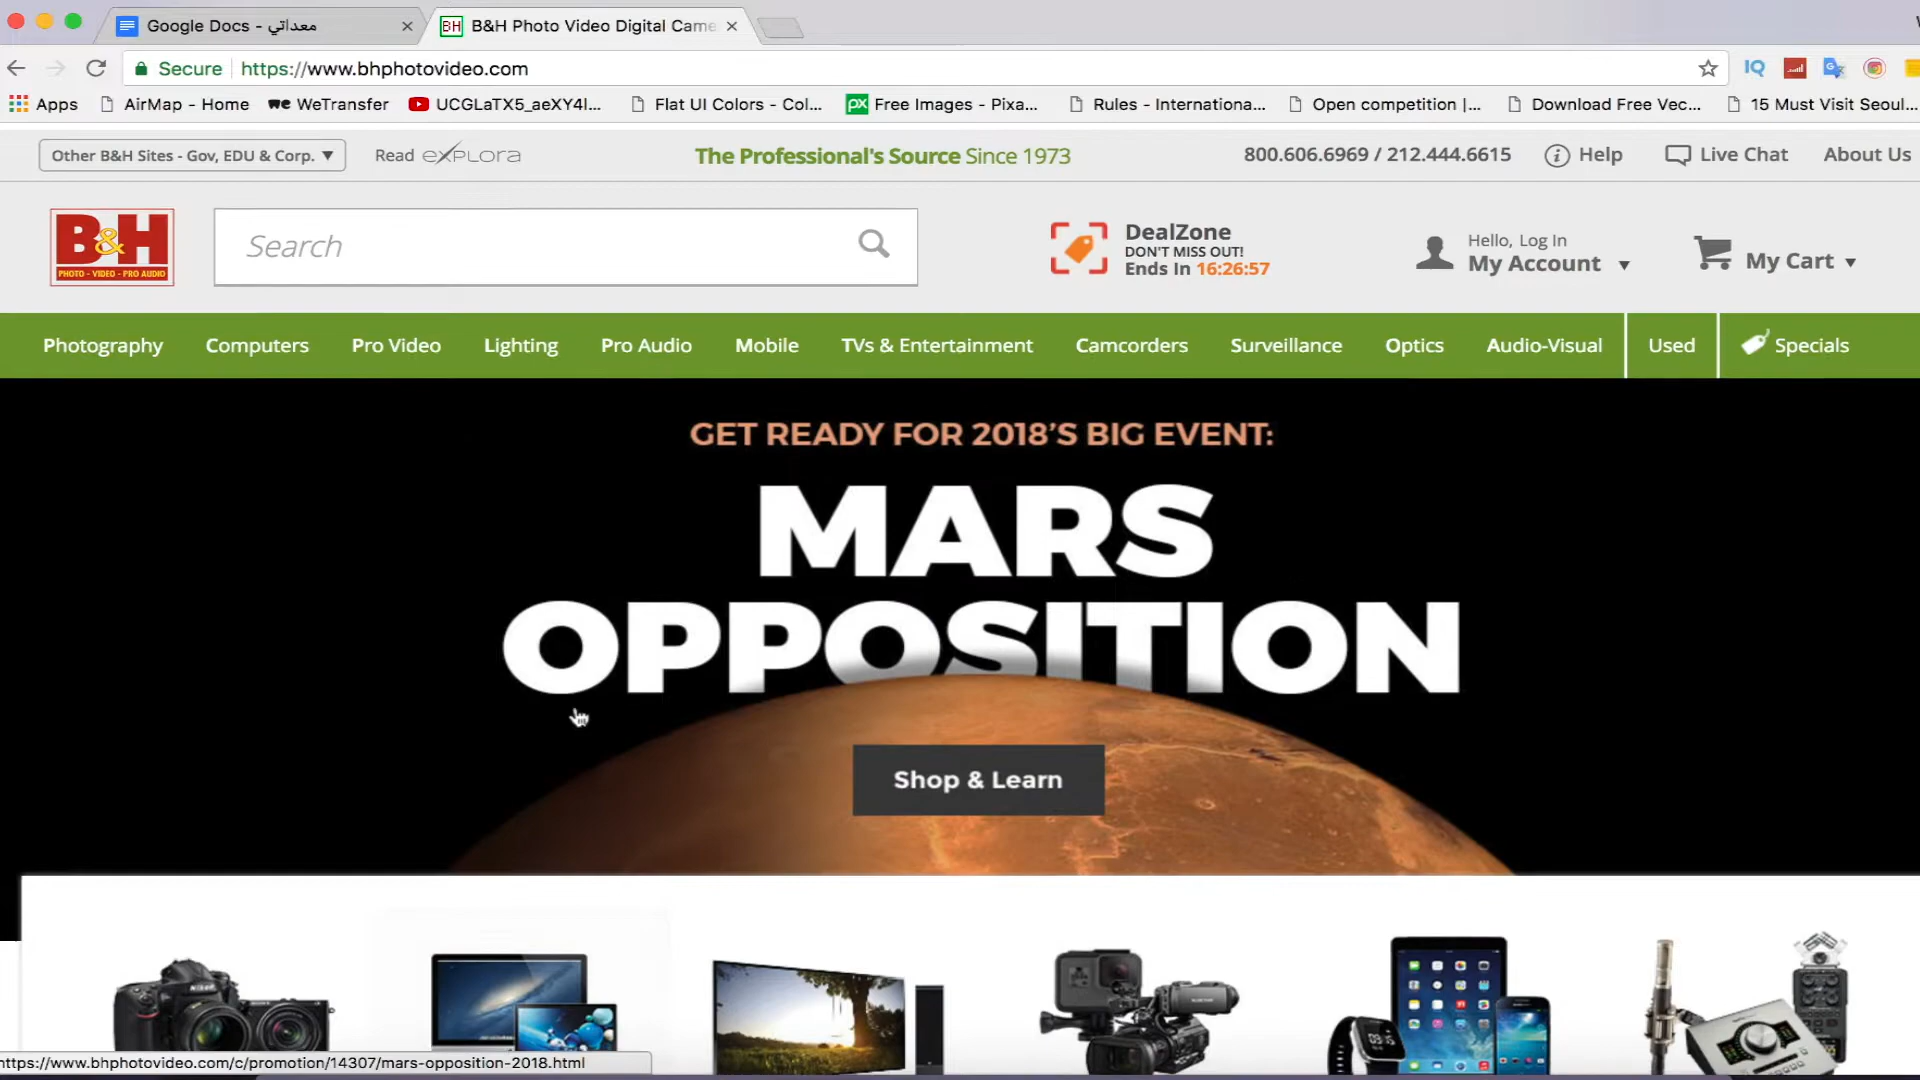 Google Docs - معداتي
B&H Photo Video Digital Came
Secure https://www.bhphotovideo.com
Apps AirMap - Home WeTransfer UCGLaTX5_aeXY4l... Flat UI Colors - Col... Free Images - Pixa... Rules - Internationa... Open competition |... Download Free Vec... 15 Must Visit Seoul...
Other B&H Sites - Gov, EDU & Corp. Read eXPLORA The Professional's Source Since 1973 800.606.6969 / 212.444.6615 Help Live Chat About Us
B&H
PHOTO - VIDEO - PRO AUDIO
Search
DealZone
DON'T MISS OUT!
Ends In 16:26:57
Hello, Log In
My Account
My Cart
Photography Computers Pro Video Lighting Pro Audio Mobile TVs & Entertainment Camcorders Surveillance Optics Audio-Visual Used Specials
GET READY FOR 2018'S BIG EVENT:
MARS
OPPOSITION
Shop & Learn
https://www.bhphotovideo.com/c/promotion/14307/mars-opposition-2018.html